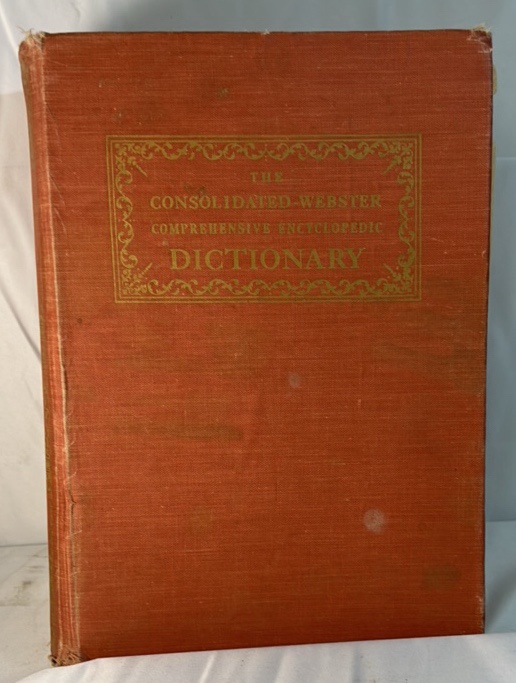 THE
CONSOLIDATED WEBSTER
COMPREHENSIVE ENCYCLOPEDIC
DICTIONARY